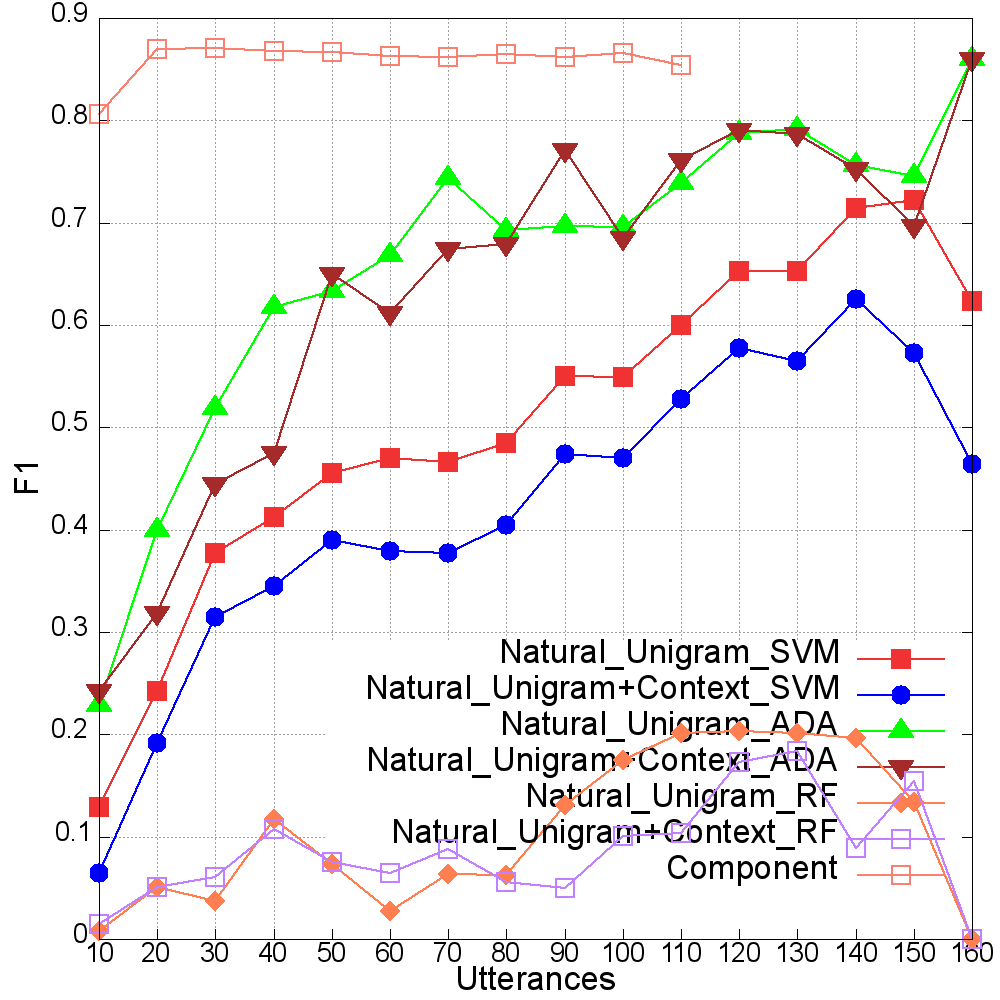 0.9
0.8
0.7
0.6
0.5
0.4
0.3
0.2
0.1
0
F1
Natural_Unigram_SVM
Natural_Unigram+Context_SVM
Natural_Unigram_ADA
Natural_Unigram+Context_ADA
Natural_Unigram_RF
Natural_Unigram+Context_RF
Component
10 20 30 40 50 60 70 80 90 100 110 120 130 140 150 160
Utterances